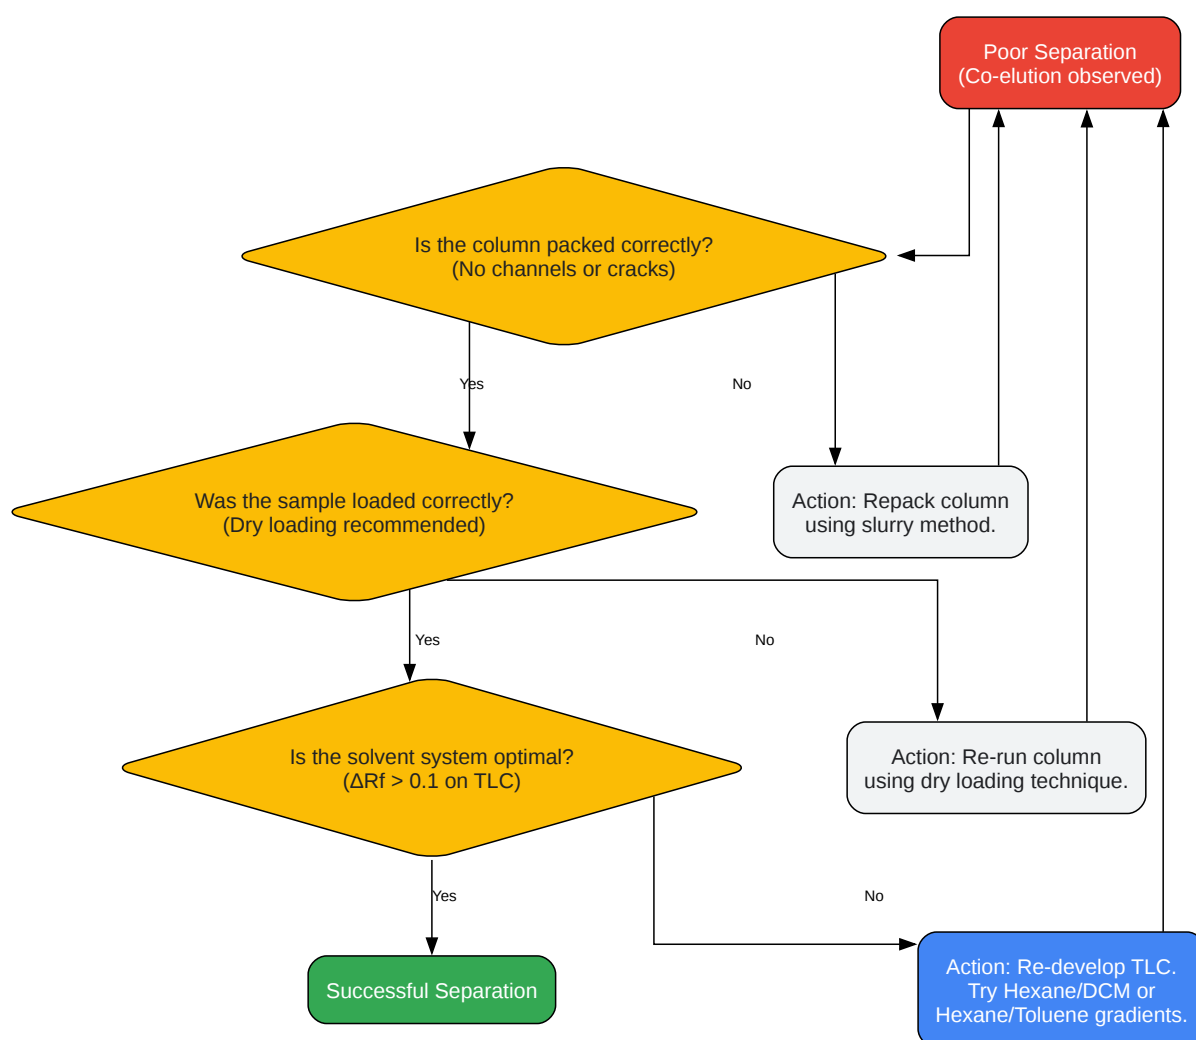 Poor Separation
(Co-elution observed)
Is the column packed correctly?
(No channels or cracks)
Yes
No
Was the sample loaded correctly?
(Dry loading recommended)
Action: Repack column
using slurry method.
Yes
No
Is the solvent system optimal?
(ΔRf > 0.1 on TLC)
Action: Re-run column
using dry loading technique.
Yes
No
Successful Separation
Action: Re-develop TLC.
Try Hexane/DCM or
Hexane/Toluene gradients.